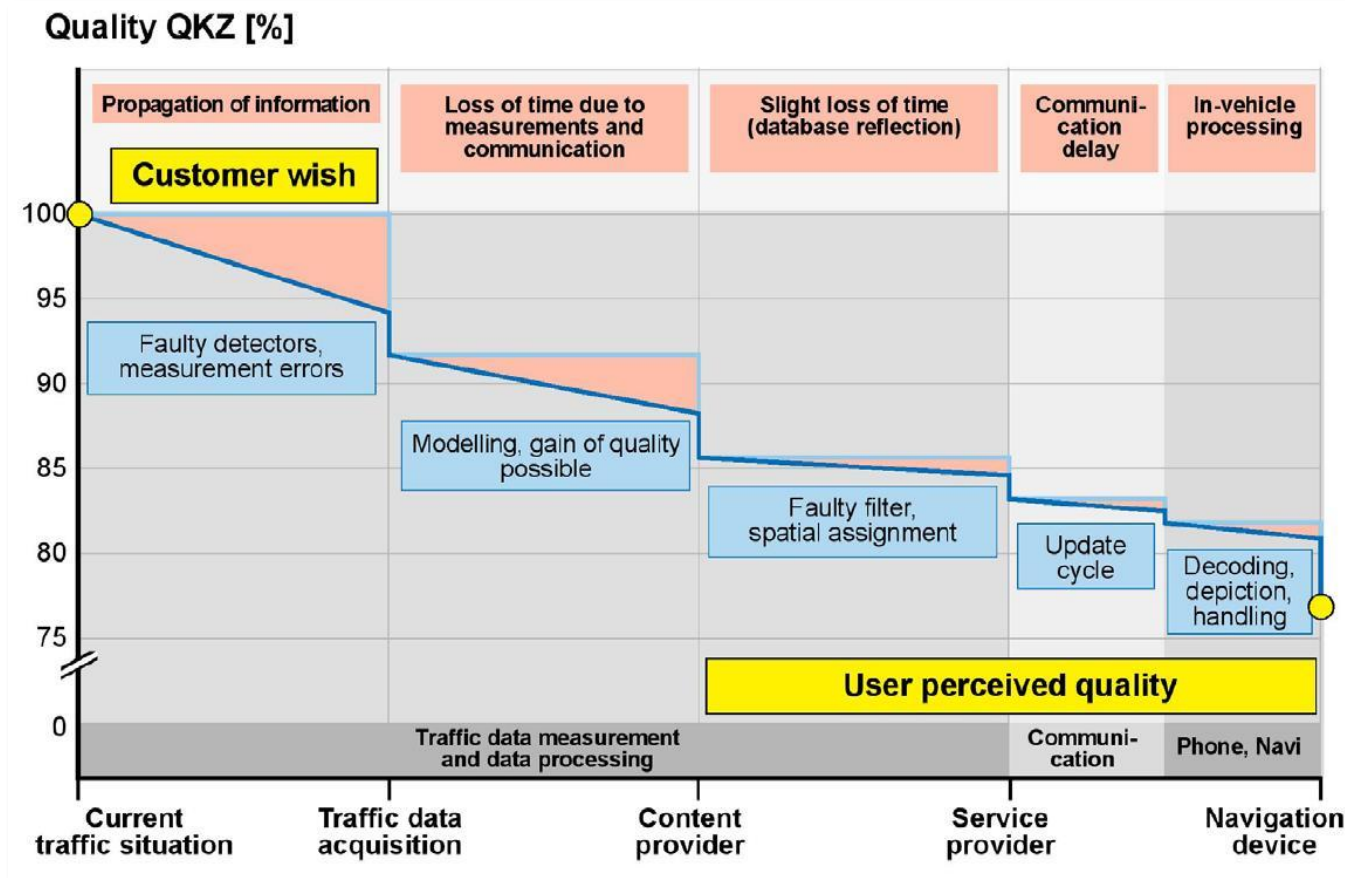 Quality QKZ [%]
Propagation of information
Loss of time due to
measurements and
communication
Slight loss of time
(database reflection)
Communi-
cation
delay
In-vehicle
processing
Customer wish
100
95
90
85
80
75
0
Faulty detectors,
measurement errors
Modelling, gain of quality
possible
Faulty filter,
spatial assignment
Update
cycle
Decoding,
depiction,
handling
User perceived quality
Traffic data measurement
and data processing
Communi-
cation
Phone, Navi
Current
traffic situation
Traffic data
acquisition
Content
provider
Service
provider
Navigation
device